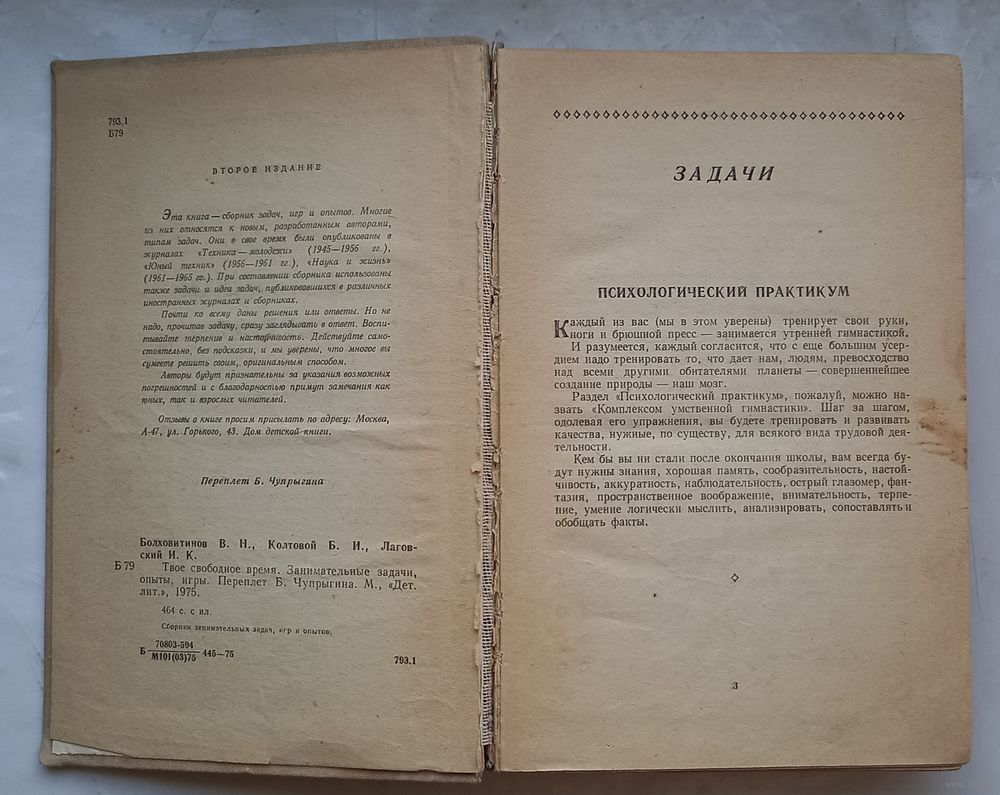 793.1
Б79
ВТОРОЕ ИЗДАНИЕ
Эта книга — сборник задач, игр и опытов. Многие
из них относятся к новым, разработанным авторами,
типам задач. Они в свое время были опубликованы в
журналах «Техника — молодежи» (1945—1956 гг.),
«Юный техник» (1956—1961 гг.), «Наука и жизнь»
(1961—1965 гг.). При составлении сборника использованы
также задачи и идеи задач, публиковавшихся в различных
иностранных журналах и сборниках.
Почти ко всему даны решения или ответы. Но не
надо, прочитав задачу, сразу заглядывать в ответ. Воспи-
тывайте терпение и настойчивость. Действуйте само-
стоятельно, без подсказки, и мы уверены, что многое вы
сумеете решить своим, оригинальным способом.
Авторы будут признательны за указания возможных
погрешностей и с благодарностью примут замечания как
юных, так и взрослых читателей.
Отзывы о книге просим присылать по адресу: Москва,
А-47, ул. Горького, 43. Дом детской книги.
Переплет Б. Чупрыгина
Болховитинов В. Н., Колтовой Б. И., Лагов-
ский И. К.
Б 79 Твое свободное время. Занимательные задачи,
опыты, игры. Переплет Б. Чупрыгина. М., «Дет.
лит.», 1975.
464 с. с ил.
Сборник занимательных задач, игр и опытов.
70803-594
Б 445—75
М101(03)75
793.1
ЗАДАЧИ
ПСИХОЛОГИЧЕСКИЙ ПРАКТИКУМ
Каждый из вас (мы в этом уверены) тренирует свои руки,
ноги и брюшной пресс — занимается утренней гимнастикой.
И разумеется, каждый согласится, что с еще большим усер-
дием надо тренировать то, что дает нам, людям, превосходство
над всеми другими обитателями планеты — совершеннейшее
создание природы — наш мозг.
Раздел «Психологический практикум», пожалуй, можно на-
звать «Комплексом умственной гимнастики». Шаг за шагом,
одолевая его упражнения, вы будете тренировать и развивать
качества, нужные, по существу, для всякого вида трудовой дея-
тельности.
Кем бы вы ни стали после окончания школы, вам всегда бу-
дут нужны знания, хорошая память, сообразительность, настой-
чивость, аккуратность, наблюдательность, острый глазомер, фан-
тазия, пространственное воображение, внимательность, терпе-
ние, умение логически мыслить, анализировать, сопоставлять и
обобщать факты.
3